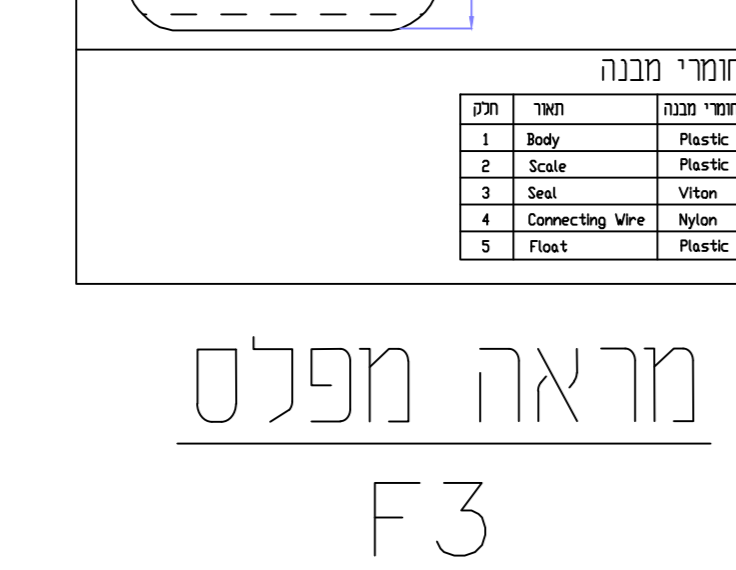 חומרי מבנה
חלק תאור חומרי מבנה
1 Body Plastic
2 Scale Plastic
3 Seal Viton
4 Connecting Wire Nylon
5 Float Plastic
מראה מפלס
F3